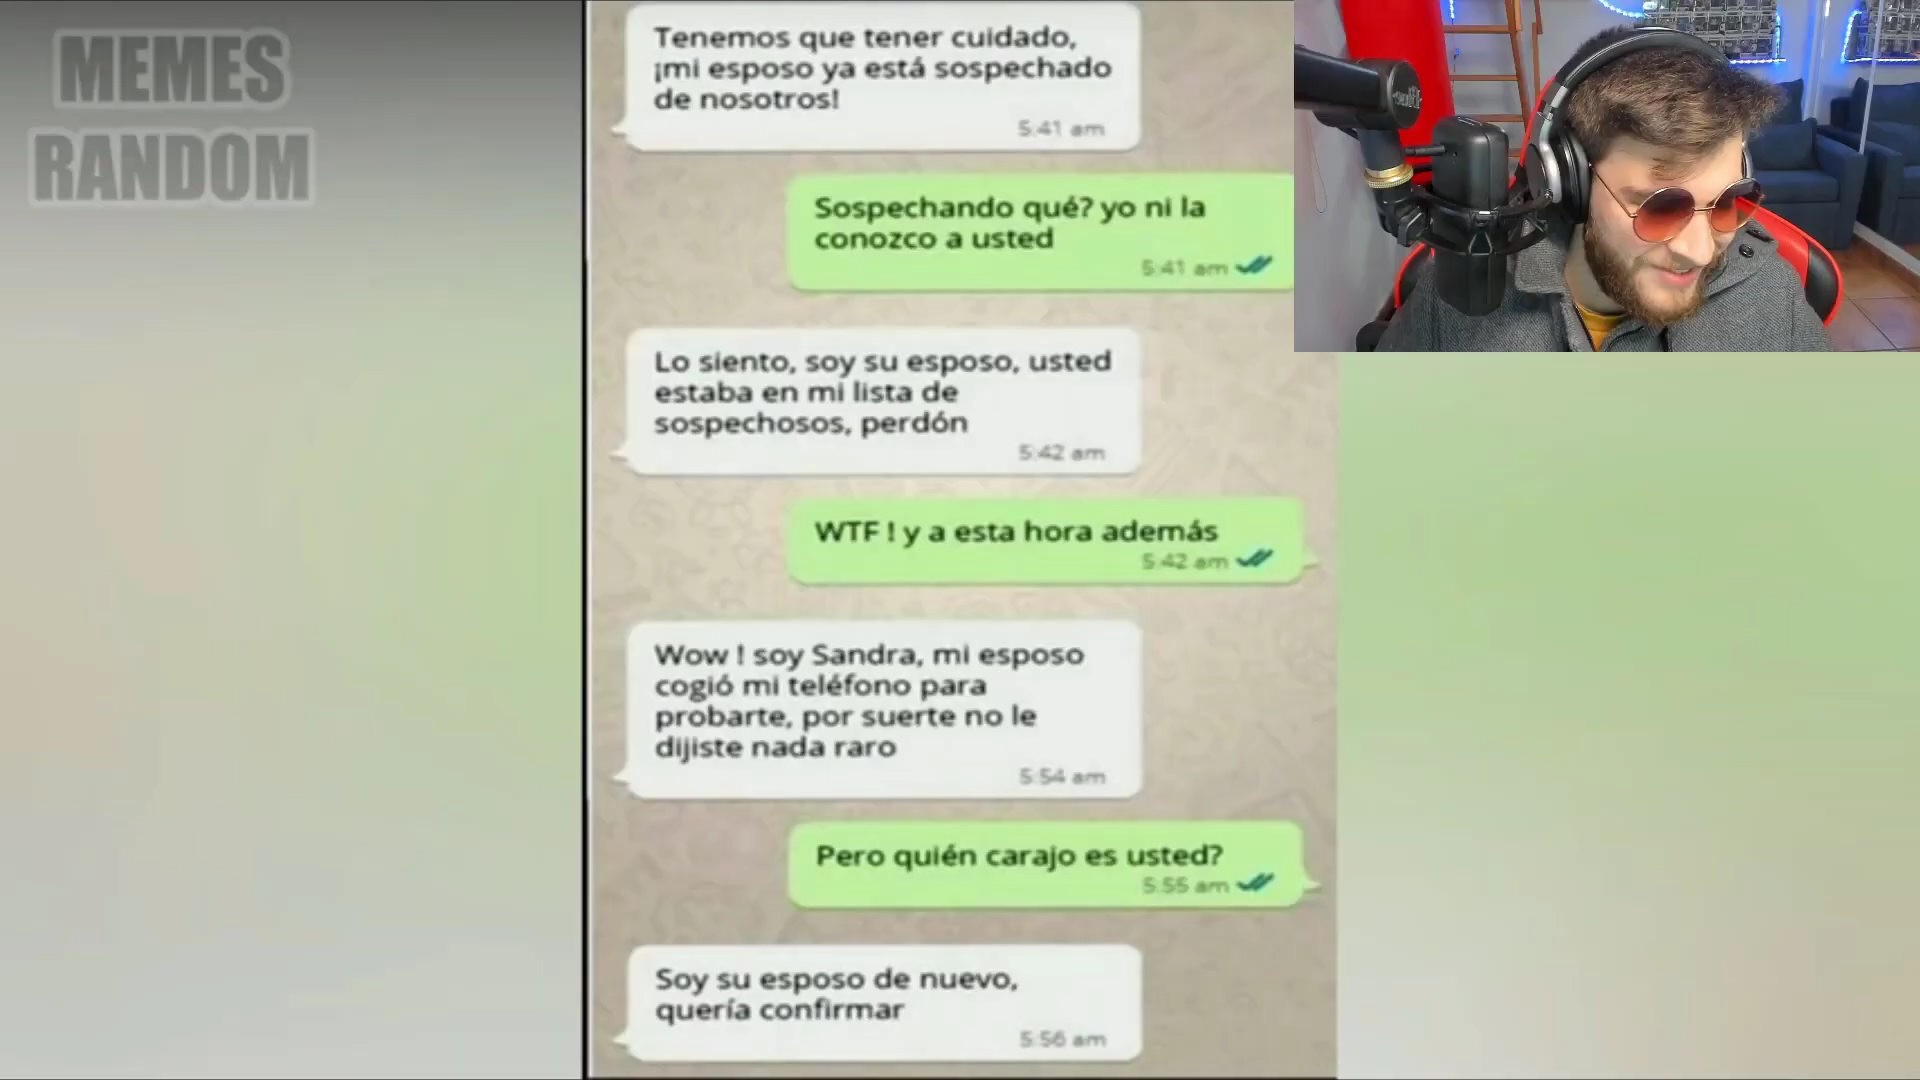 MEMES
RANDOM
Tenemos que tener cuidado,
¡mi esposo ya está sospechado
de nosotros!
5:41 am
Sospechando qué? yo ni la
conozco a usted
5:41 am
Lo siento, soy su esposo, usted
estaba en mi lista de
sospechosos, perdón
5:42 am
WTF ! y a esta hora además
5:42 am
Wow ! soy Sandra, mi esposo
cogió mi teléfono para
probarte, por suerte no le
dijiste nada raro
5:54 am
Pero quién carajo es usted?
5:55 am
Soy su esposo de nuevo,
quería confirmar
5:56 am